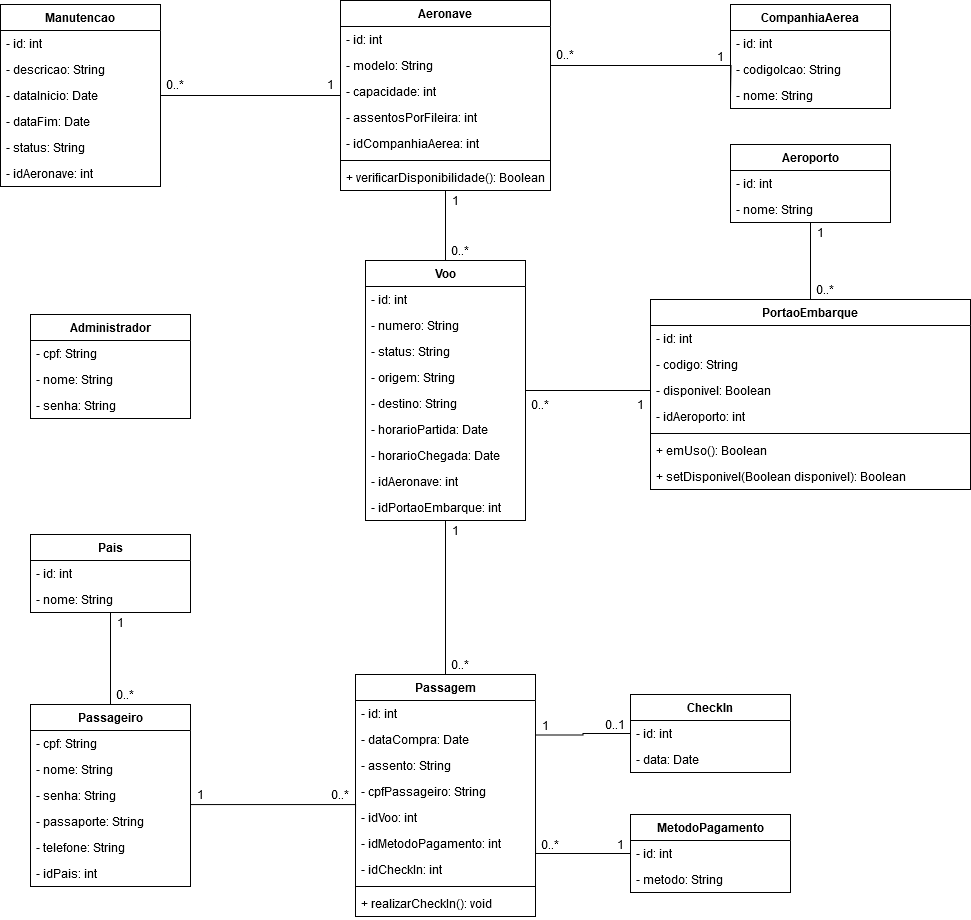 Manutencao
- id: int
- descricao: String
- dataInicio: Date
- dataFim: Date
- status: String
- idAeronave: int
0..*
1
Aeronave
- id: int
- modelo: String
- capacidade: int
- assentosPorFileira: int
- idCompanhiaAerea: int
+ verificarDisponibilidade(): Boolean
0..*
1
CompanhiaAerea
- id: int
- codigoIcao: String
- nome: String
Aeroporto
- id: int
- nome: String
1
0..*
1
0..*
Voo
- id: int
- numero: String
- status: String
- origem: String
- destino: String
- horarioPartida: Date
- horarioChegada: Date
- idAeronave: int
- idPortaoEmbarque: int
0..*
1
PortaoEmbarque
- id: int
- codigo: String
- disponivel: Boolean
- idAeroporto: int
+ emUso(): Boolean
+ setDisponivel(Boolean disponivel): Boolean
Administrador
- cpf: String
- nome: String
- senha: String
Pais
- id: int
- nome: String
1
0..*
1
0..*
Passageiro
- cpf: String
- nome: String
- senha: String
- passaporte: String
- telefone: String
- idPais: int
1
0..*
Passagem
- id: int
- dataCompra: Date
- assento: String
- cpfPassageiro: String
- idVoo: int
- idMetodoPagamento: int
- idCheckIn: int
+ realizarCheckIn(): void
1
0..1
CheckIn
- id: int
- data: Date
0..*
1
MetodoPagamento
- id: int
- metodo: String